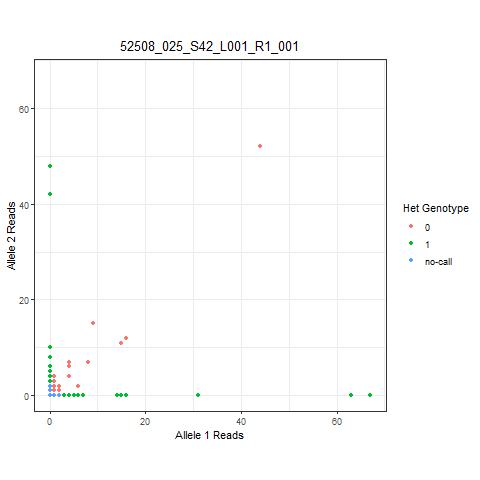 52508_025_S42_L001_R1_001
60
40
20
0
Allele 2 Reads
0 20 40 60
Allele 1 Reads
Het Genotype
0
1
no-call